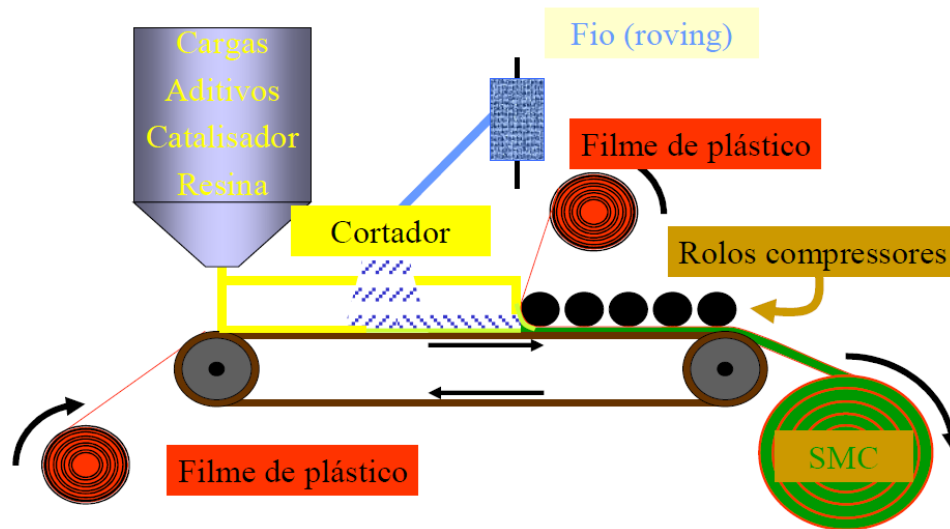 Cargas
Aditivos
Catalisador
Resina
Fio (roving)
Filme de plástico
Cortador
Rolos compressores
Filme de plástico
SMC